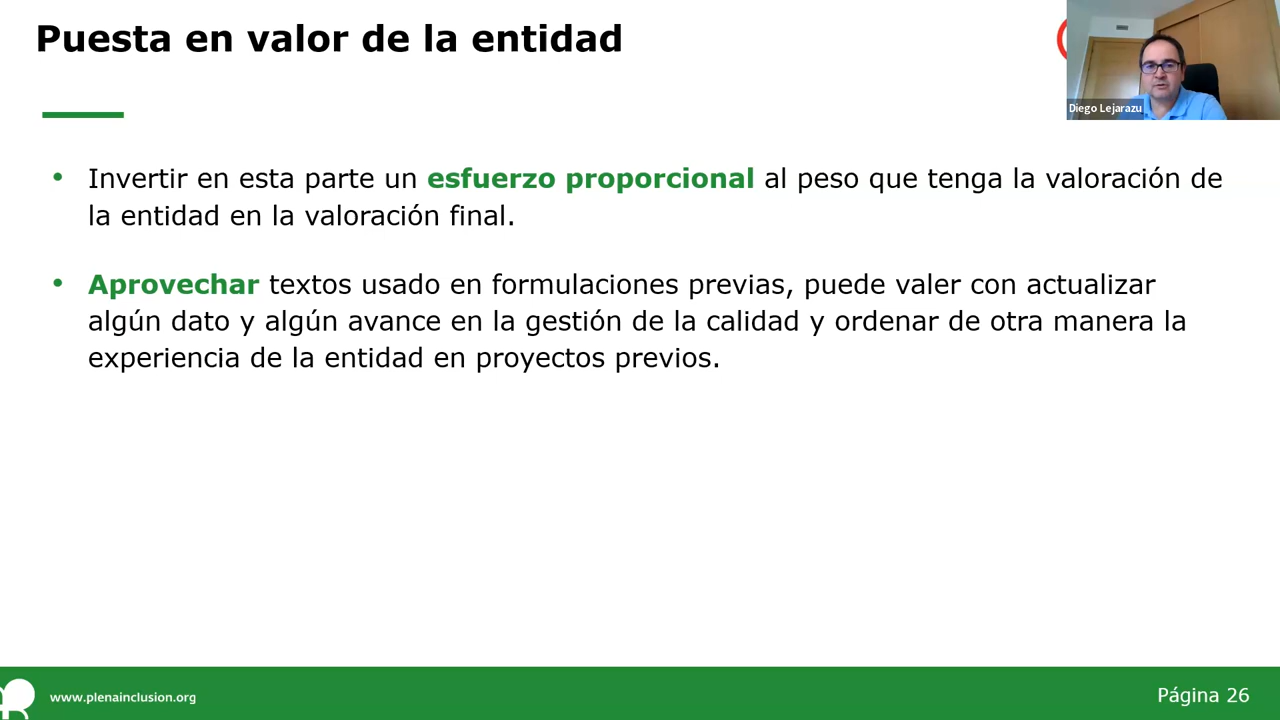 Puesta en valor de la entidad
Diego Lejarazu
• Invertir en esta parte un esfuerzo proporcional al peso que tenga la valoración de
la entidad en la valoración final.
• Aprovechar textos usado en formulaciones previas, puede valer con actualizar
algún dato y algún avance en la gestión de la calidad y ordenar de otra manera la
experiencia de la entidad en proyectos previos.
www.plenainclusion.org
Página 26